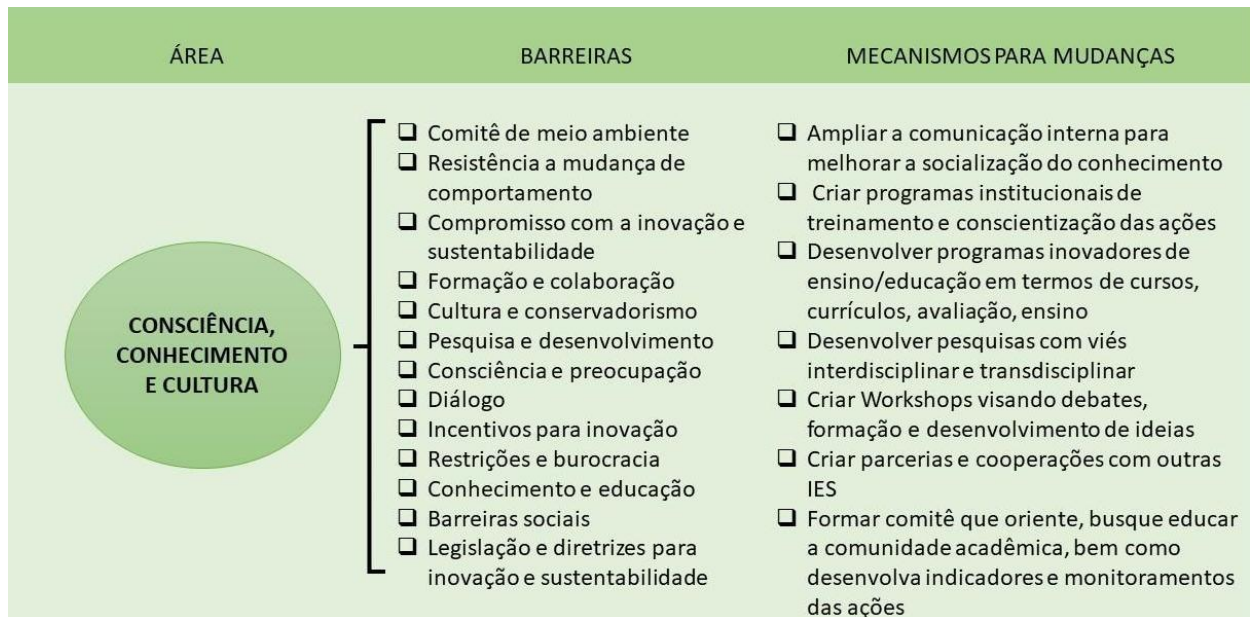 ÁREA
BARREIRAS
MECANISMOS PARA MUDANÇAS
CONSCIÊNCIA,
CONHECIMENTO
E CULTURA
❑ Comitê de meio ambiente
❑ Resistência a mudança de
comportamento
❑ Compromisso com a inovação e
sustentabilidade
❑ Formação e colaboração
❑ Cultura e conservadorismo
❑ Pesquisa e desenvolvimento
❑ Consciência e preocupação
❑ Diálogo
❑ Incentivos para inovação
❑ Restrições e burocracia
❑ Conhecimento e educação
❑ Barreiras sociais
❑ Legislação e diretrizes para
inovação e sustentabilidade
❑ Ampliar a comunicação interna para
melhorar a socialização do conhecimento
❑ Criar programas institucionais de
treinamento e conscientização das ações
❑ Desenvolver programas inovadores de
ensino/educação em termos de cursos,
currículos, avaliação, ensino
❑ Desenvolver pesquisas com viés
interdisciplinar e transdisciplinar
❑ Criar Workshops visando debates,
formação e desenvolvimento de ideias
❑ Criar parcerias e cooperações com outras
IES
❑ Formar comitê que oriente, busque educar
a comunidade acadêmica, bem como
desenvolva indicadores e monitoramentos
das ações